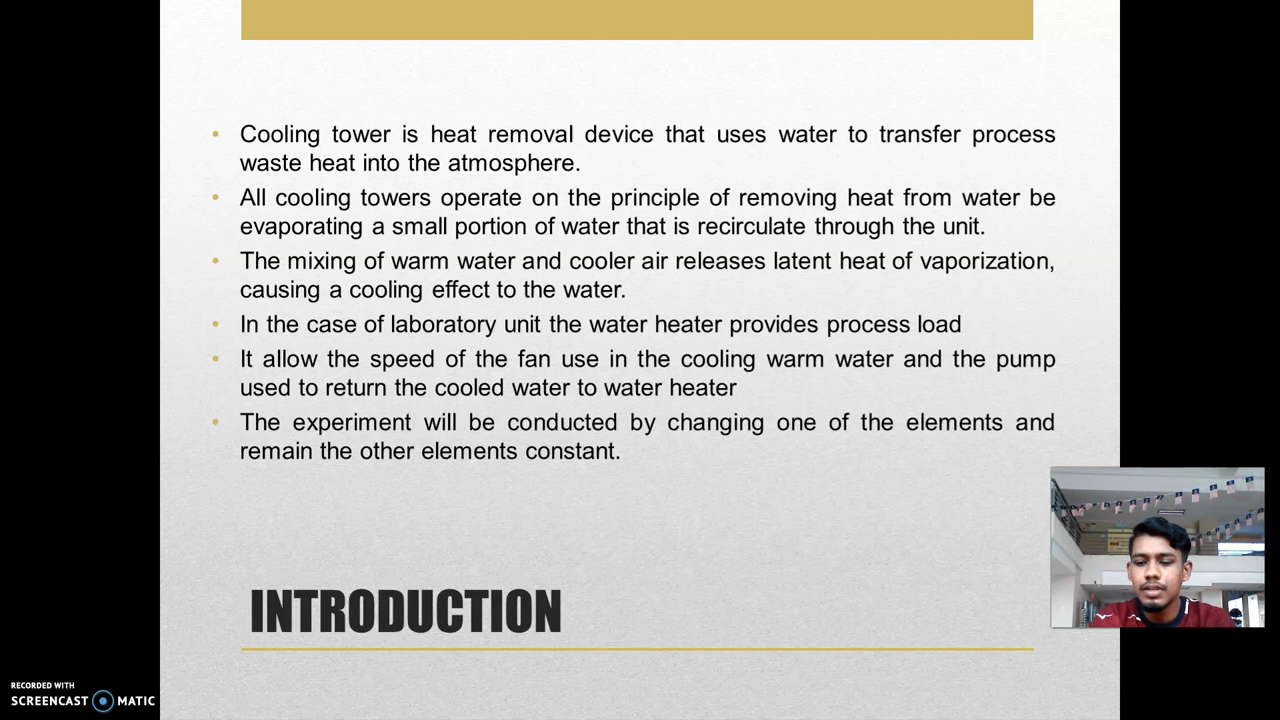 Cooling tower is heat removal device that uses water to transfer process
waste heat into the atmosphere.
All cooling towers operate on the principle of removing heat from water be
evaporating a small portion of water that is recirculate through the unit.
The mixing of warm water and cooler air releases latent heat of vaporization,
causing a cooling effect to the water.
In the case of laboratory unit the water heater provides process load
It allow the speed of the fan use in the cooling warm water and the pump
used to return the cooled water to water heater
The experiment will be conducted by changing one of the elements and
remain the other elements constant.
INTRODUCTION
RECORDED WITH
SCREENCAST MATIC